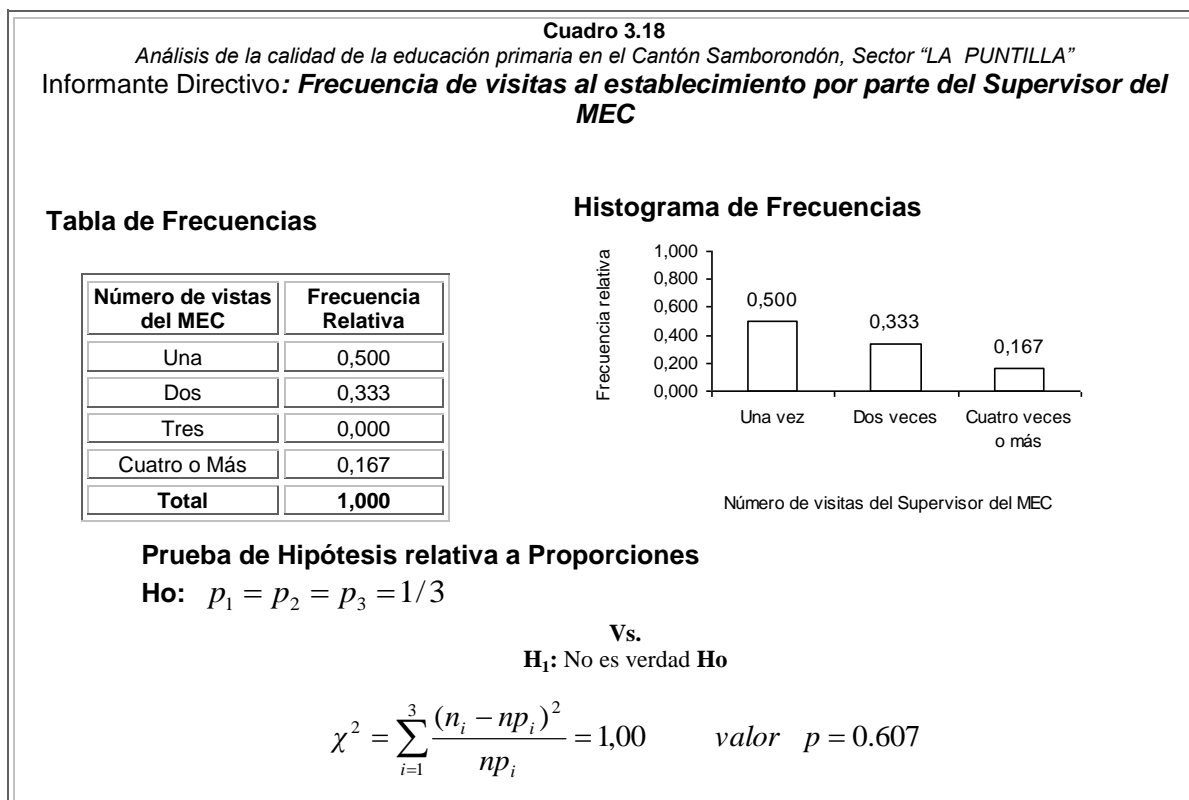 Cuadro 3.18
Análisis de la calidad de la educación primaria en el Cantón Samborondón, Sector “LA PUNTILLA”
Informante Directivo: Frecuencia de visitas al establecimiento por parte del Supervisor del
MEC
Tabla de Frecuencias
Número de vistas
del MEC
Frecuencia
Relativa
Una 0,500
Dos 0,333
Tres 0,000
Cuatro o Más 0,167
Total 1,000
Histograma de Frecuencias
Frecuencia relativa
1,000
0,800
0,600
0,400
0,200
0,000
0,500
0,333
0,167
Una vez
Dos veces
Cuatro veces
o más
Número de visitas del Supervisor del MEC
Prueba de Hipótesis relativa a Proporciones
Ho: p₁ = p₂ = p₃ = 1/3
Vs.
H₁: No es verdad Ho
χ² = ∑_{i=1}^{3} (nᵢ − npᵢ)² / npᵢ = 1,00 valor p = 0.607